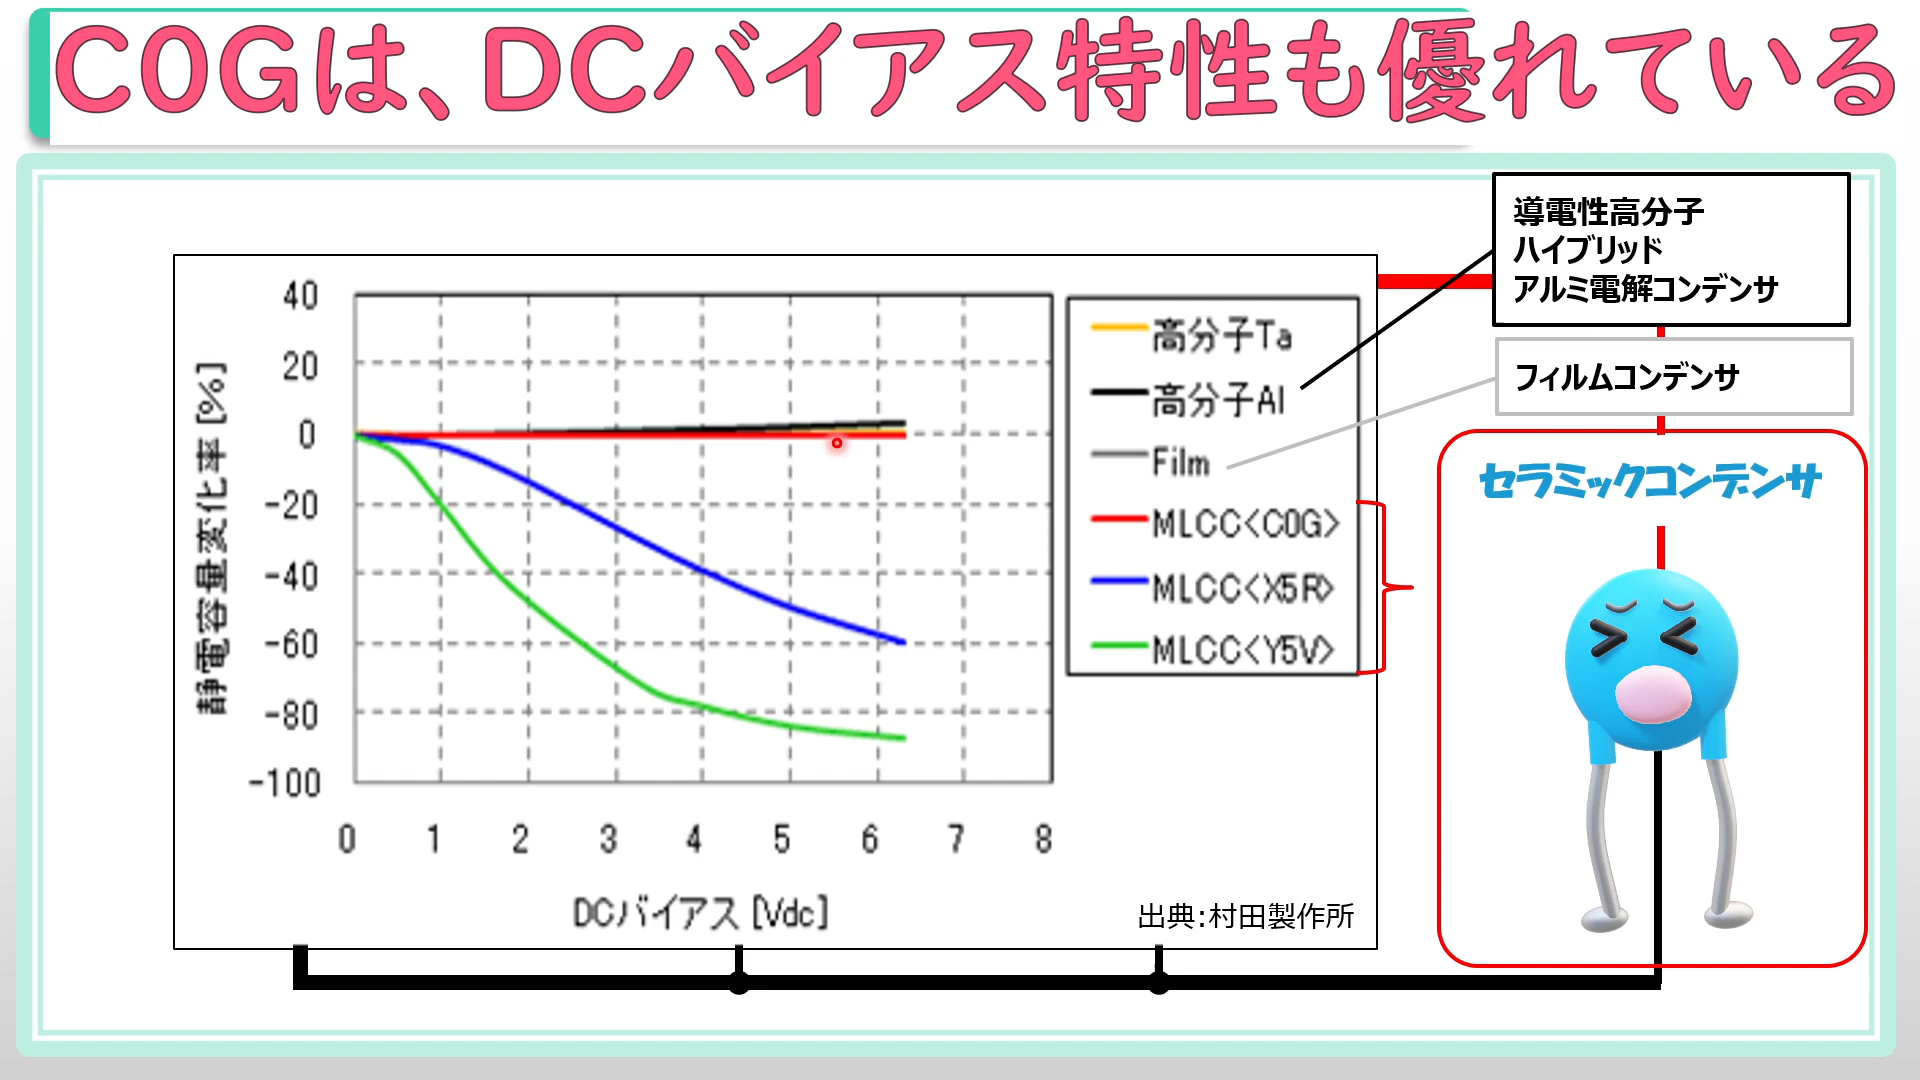 C0Gは、DCバイアス特性も優れている
導電性高分子
ハイブリッド
アルミ電解コンデンサ
フィルムコンデンサ
セラミックコンデンサ
静電容量変化率 [%]
40
20
0
-20
-40
-60
-80
-100
0 1 2 3 4 5 6 7 8
DCバイアス [Vdc]
高分子Ta
高分子Al
Film
MLCC<C0G>
MLCC<X5R>
MLCC<Y5V>
出典:村田製作所